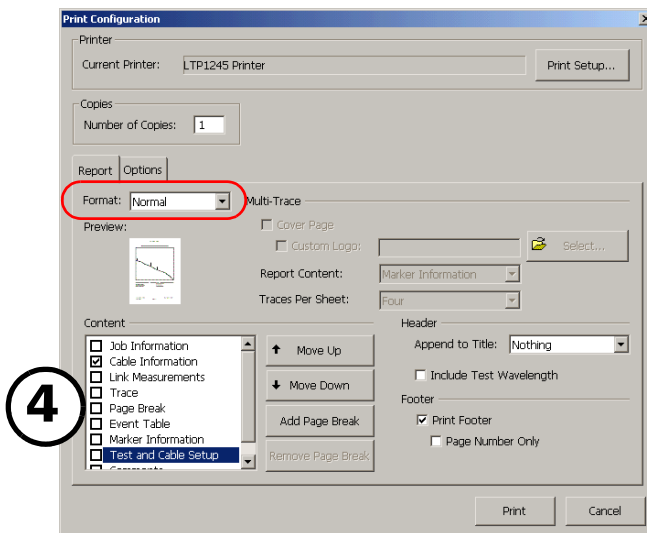 Print Configuration
Printer
Current Printer: LTP1245 Printer Print Setup...
Copies
Number of Copies: 1
Report Options
Format: Normal Multi-Trace
Preview: Cover Page
Custom Logo: Select...
Report Content: Marker Information
Traces Per Sheet: Four
Content Header
Job Information Move Up Append to Title: Nothing
Cable Information
Link Measurements Move Down Include Test Wavelength
Trace Footer
4 Page Break Add Page Break Print Footer
Event Table
Marker Information Page Number Only
Test and Cable Setup Remove Page Break
Print Cancel